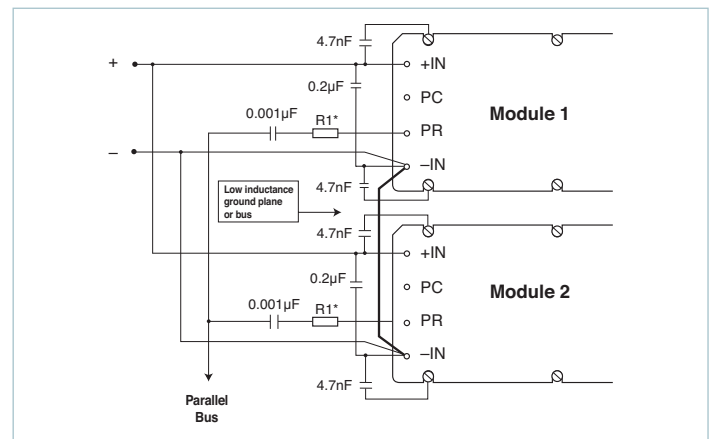 4.7nF
+
+IN
0.2µF
PC
Module 1
0.001µF
R1*
PR
–
–IN
4.7nF
Low inductance
ground plane
or bus
4.7nF
+IN
0.2µF
PC
Module 2
0.001µF
R1*
PR
–IN
4.7nF
Parallel
Bus